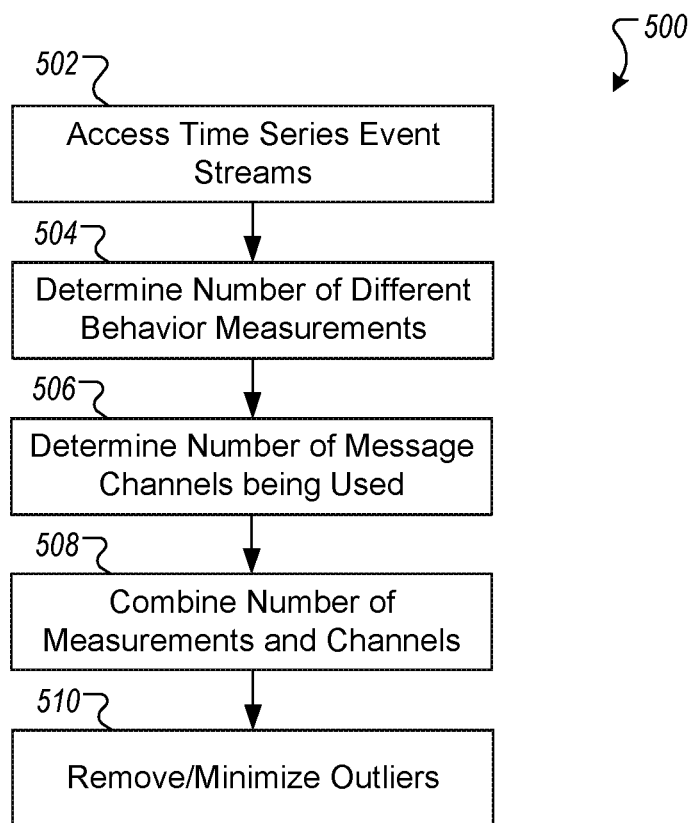 500
502
Access Time Series Event
Streams
504
Determine Number of Different
Behavior Measurements
506
Determine Number of Message
Channels being Used
508
Combine Number of
Measurements and Channels
510
Remove/Minimize Outliers